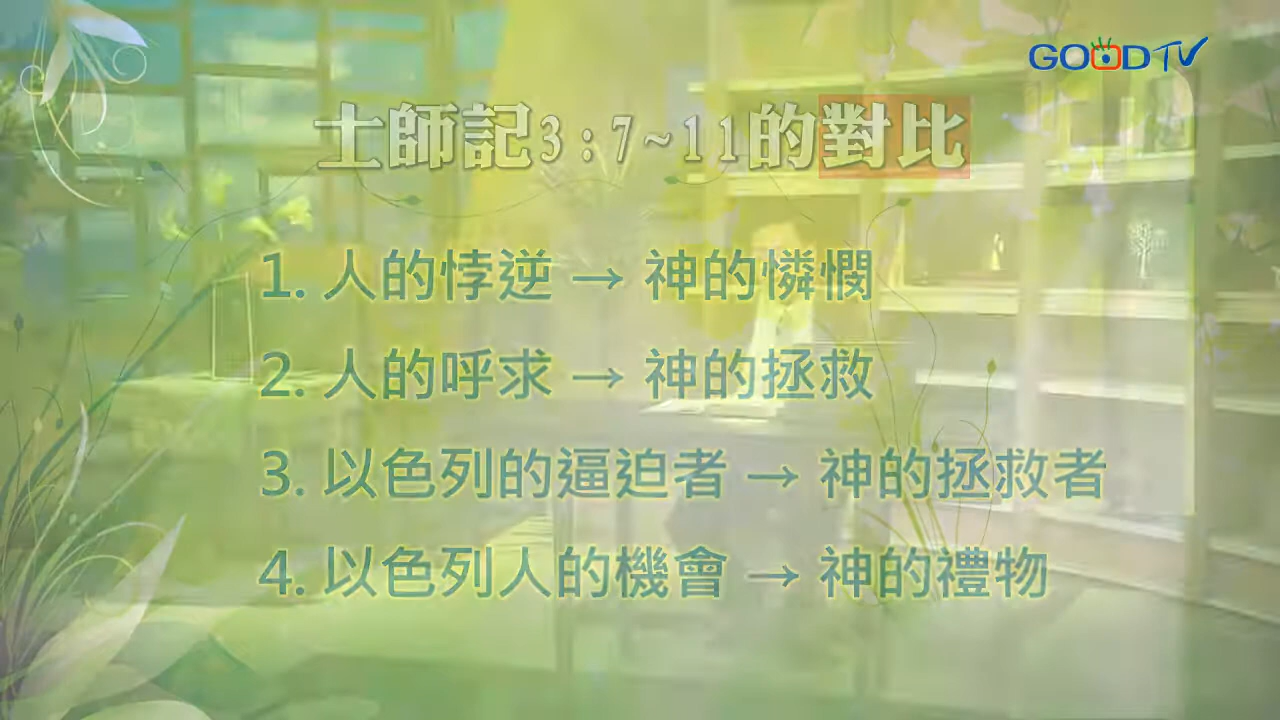 GOODTV
士師記3:7~11的對比
1. 人的悖逆 → 神的憐憫
2. 人的呼求 → 神的拯救
3. 以色列的逼迫者 → 神的拯救者
4. 以色列人的機會 → 神的禮物